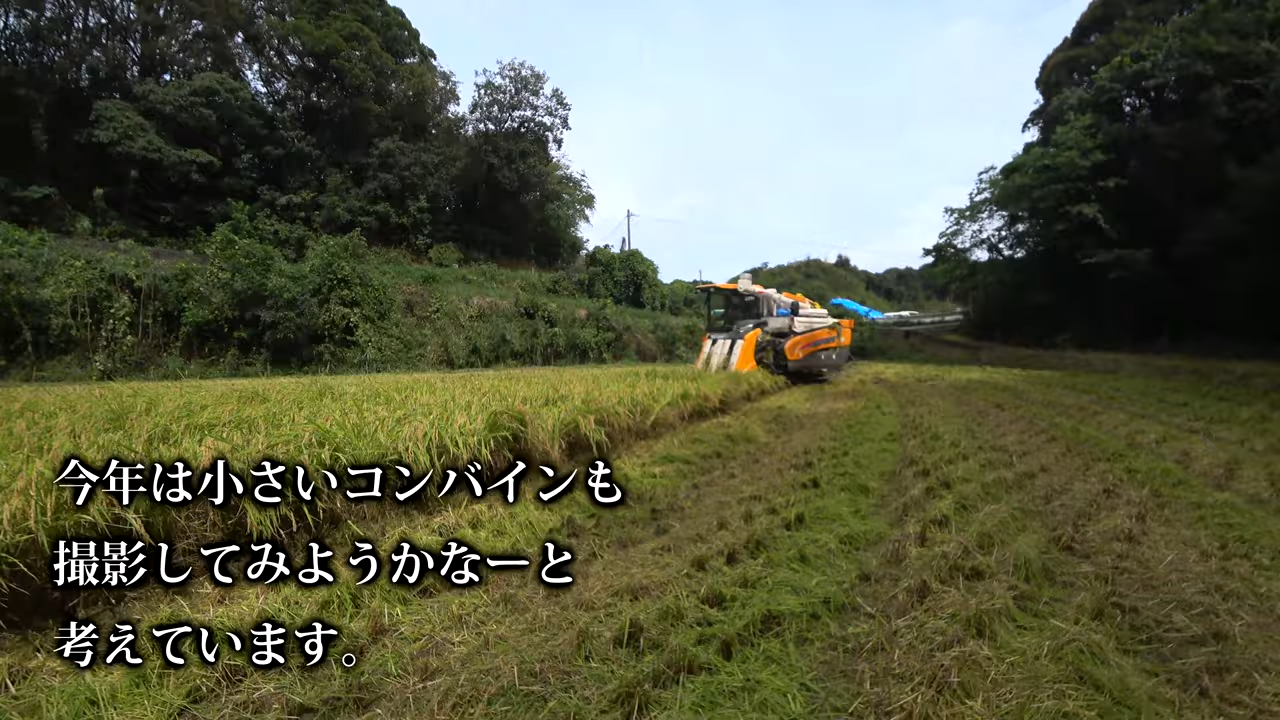 今年は小さいコンバインも
撮影してみようかなーと
考えています。